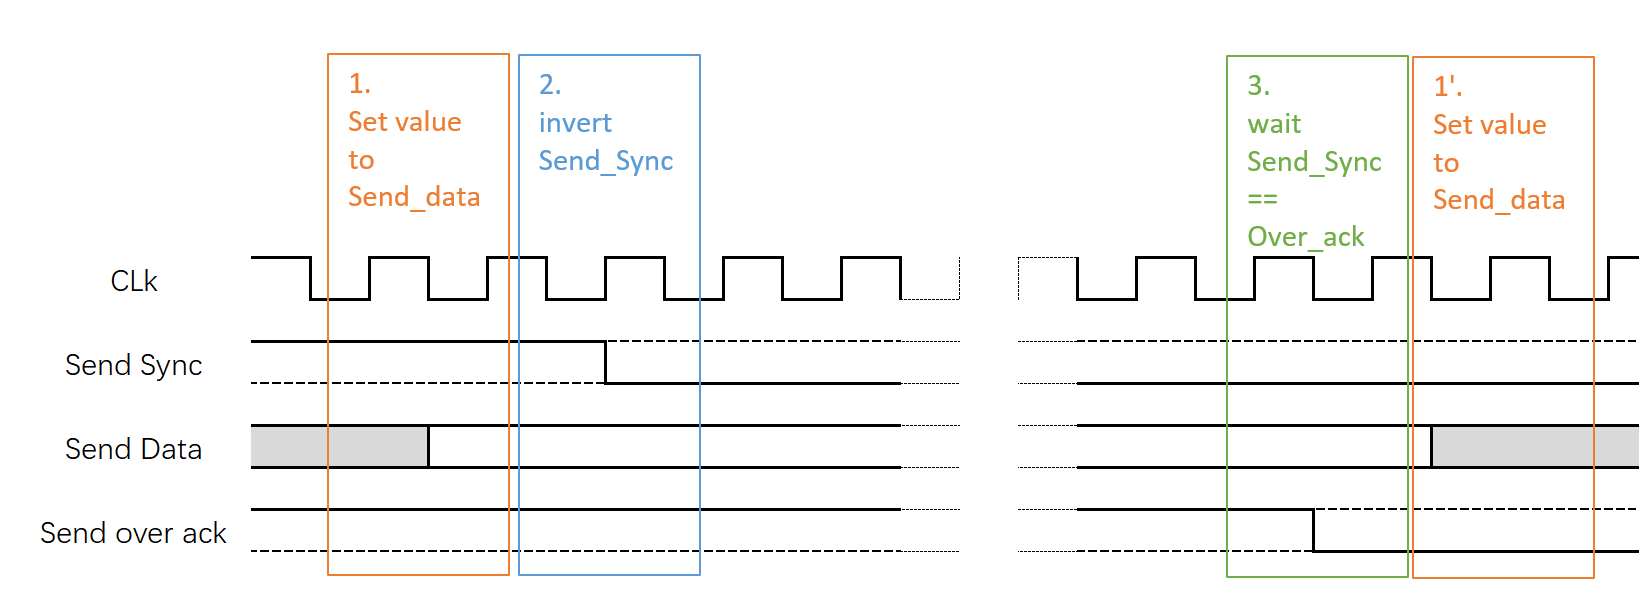 1.
Set value
to
Send_data
2.
invert
Send_Sync
3.
wait
Send_Sync
==
Over_ack
1'.
Set value
to
Send_data
CLk
Send Sync
Send Data
Send over ack